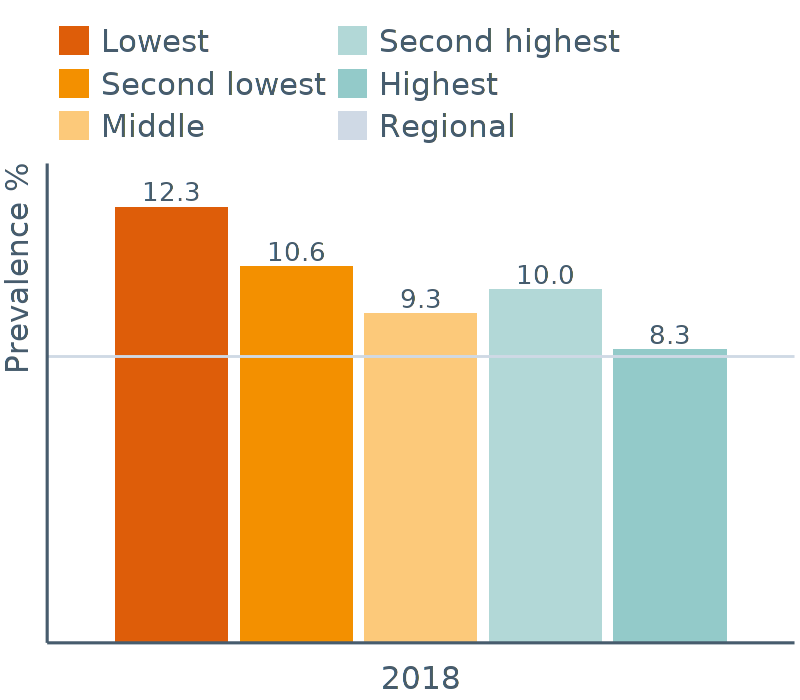 Lowest
Second lowest
Middle
Second highest
Highest
Regional
Prevalence %
12.3
10.6
9.3
10.0
8.3
2018